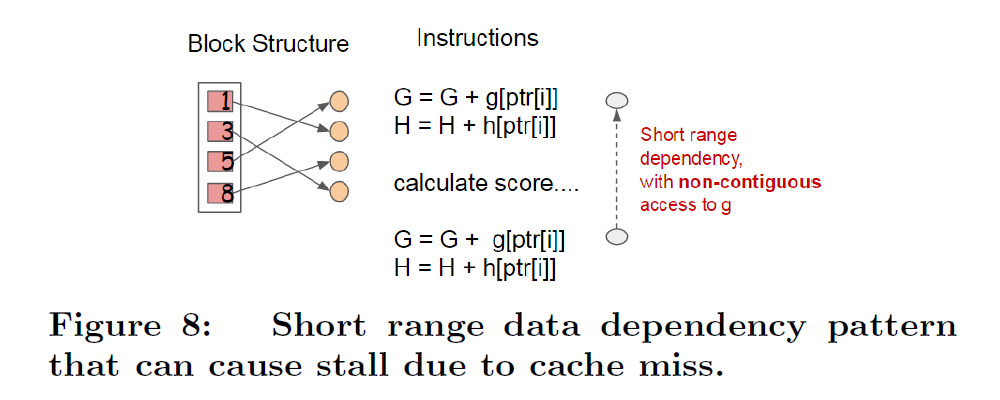 Block Structure
Instructions
1
3
5
8
G = G + g[ptr[i]]
H = H + h[ptr[i]]
calculate score....
G = G + g[ptr[i]]
H = H + h[ptr[i]]
Short range
dependency,
with non-contiguous
access to g
Figure 8: Short range data dependency pattern
that can cause stall due to cache miss.